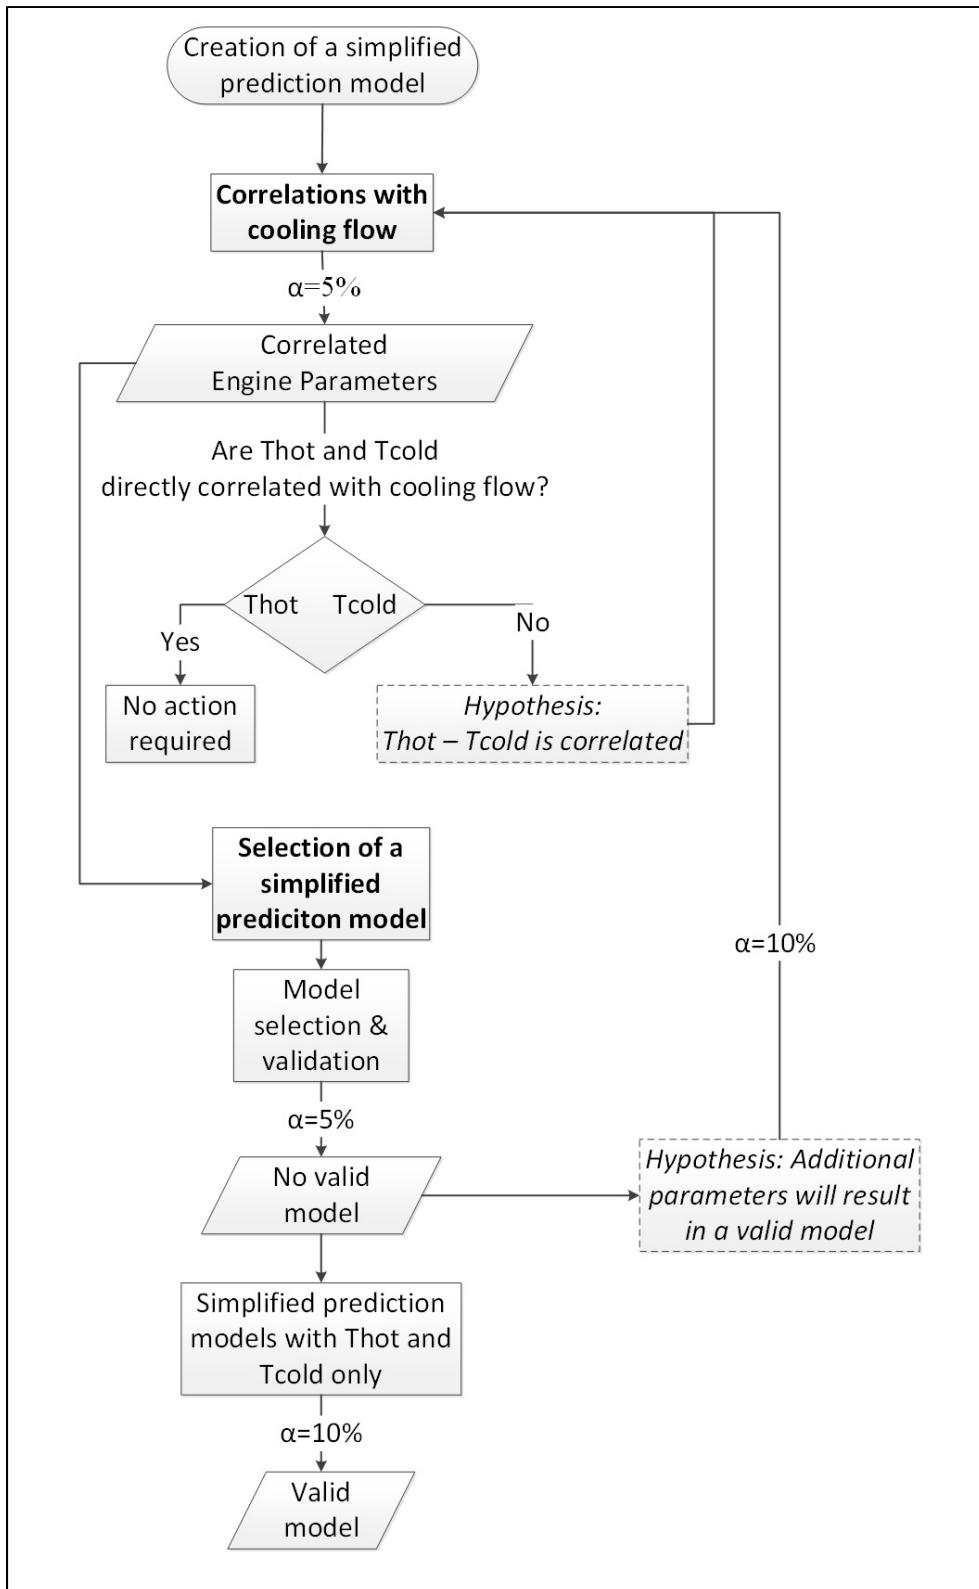 Creation of a simplified
prediction model
Correlations with
cooling flow
α=5%
Correlated
Engine Parameters
Are Thot and Tcold
directly correlated with cooling flow?
Thot Tcold
Yes
No
No action
required
Hypothesis:
Thot – Tcold is correlated
Selection of a
simplified
prediciton model
α=10%
Model
selection &
validation
α=5%
No valid
model
Hypothesis: Additional
parameters will result
in a valid model
Simplified prediction
models with Thot and
Tcold only
α=10%
Valid
model